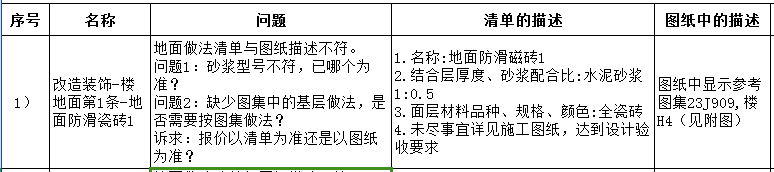 序号 名称 问题 清单的描述 图纸中的描述
1) 
改造装饰-楼
地面第1条-地
面防滑瓷砖1
地面做法清单与图纸描述不符。
问题1：砂浆型号不符，已哪个为
准？
问题2：缺少图集中的基层做法，是
否需要按图集做法？
诉求：报价以清单为准还是以图纸
为准？
1.名称:地面防滑磁砖1
2.结合层厚度、砂浆配合比:水泥砂浆
1:0.5
3.面层材料品种、规格、颜色:全瓷砖
4.未尽事宜详见施工图纸，达到设计验
收要求
图纸中显示参考
图集23J909,楼
H4（见附图）